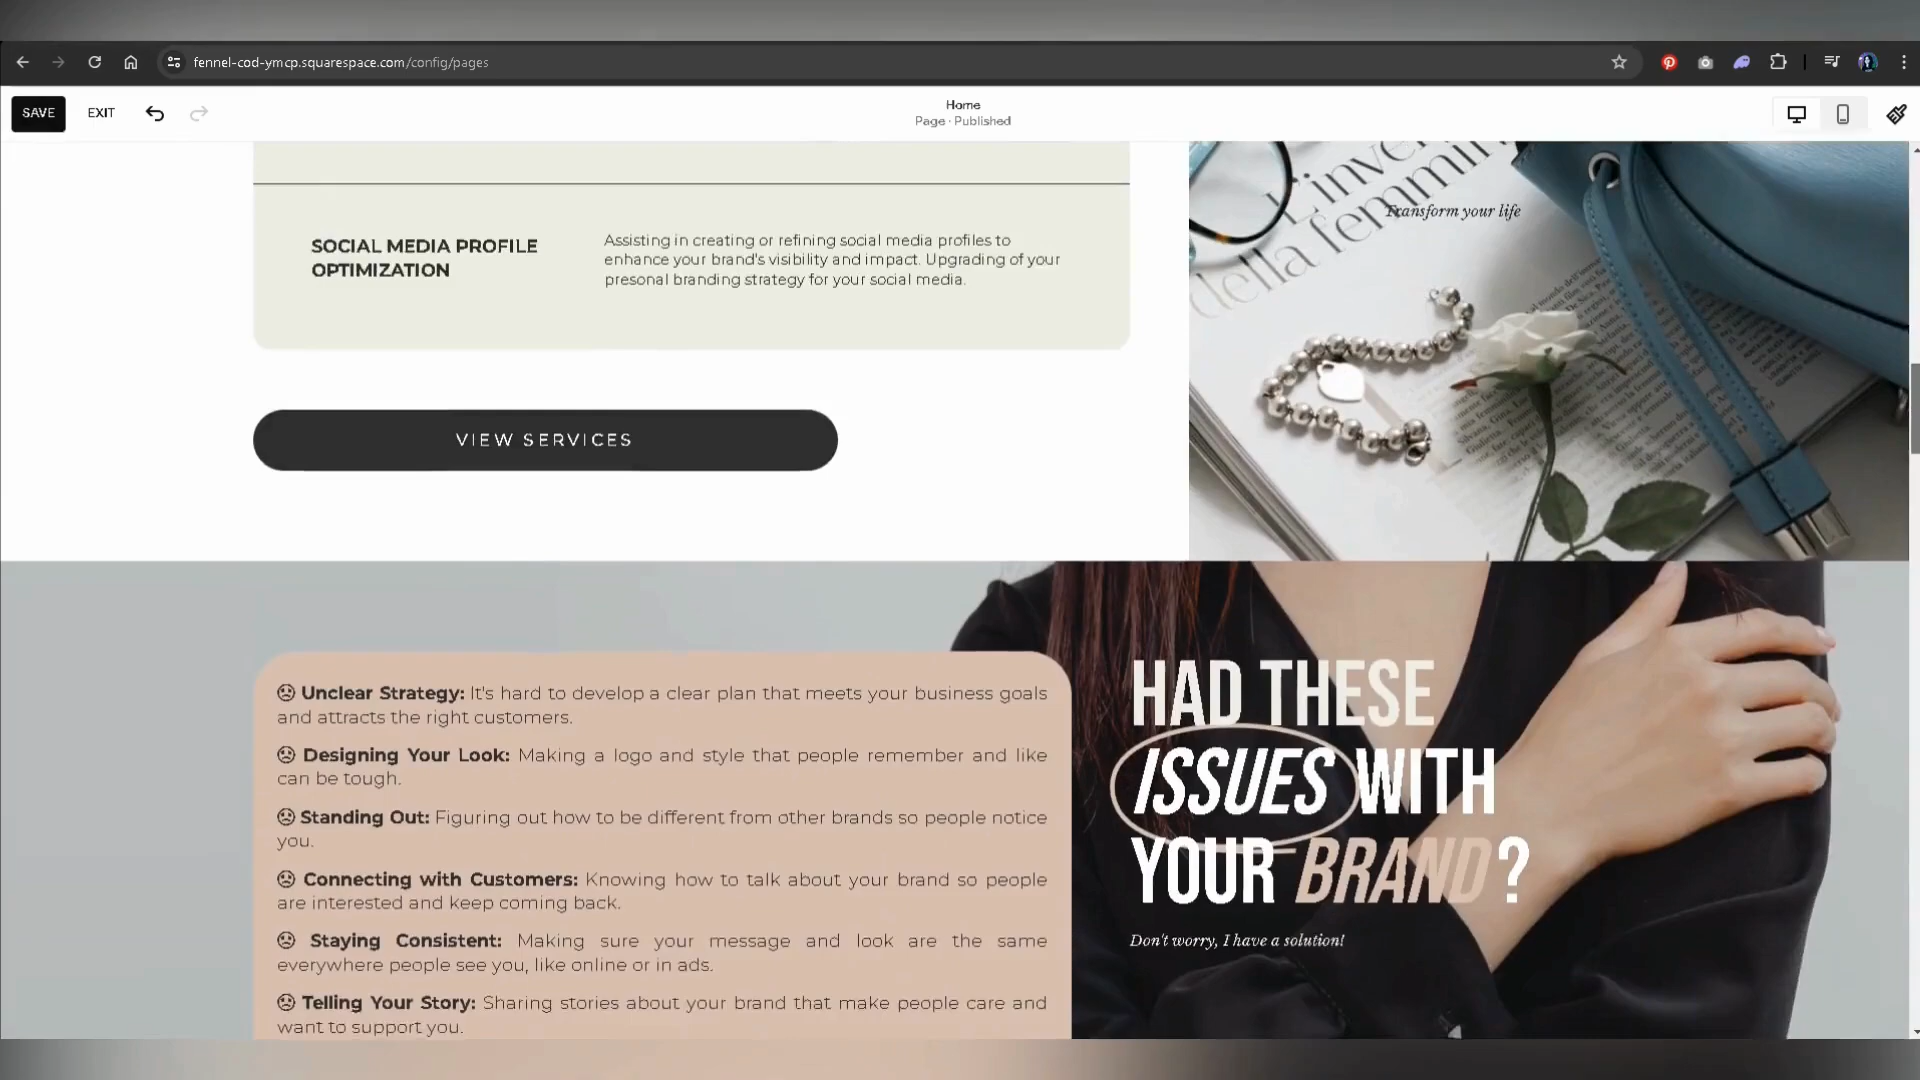 fennel-cod-ymcp.squarespace.com/config/pages
SAVE
EXIT
Home
Page · Published
SOCIAL MEDIA PROFILE
OPTIMIZATION
Assisting in creating or refining social media profiles to
enhance your brand's visibility and impact. Upgrading of your
presonal branding strategy for your social media.
L'inven
della femmin
Transform your life
VIEW SERVICES
☹ Unclear Strategy: It's hard to develop a clear plan that meets your business goals
and attracts the right customers.
☹ Designing Your Look: Making a logo and style that people remember and like
can be tough.
☹ Standing Out: Figuring out how to be different from other brands so people notice
you.
☹ Connecting with Customers: Knowing how to talk about your brand so people
are interested and keep coming back.
☹ Staying Consistent: Making sure your message and look are the same
everywhere people see you, like online or in ads.
☹ Telling Your Story: Sharing stories about your brand that make people care and
want to support you.
HAD THESE
ISSUES WITH
YOUR BRAND?
Don't worry, I have a solution!